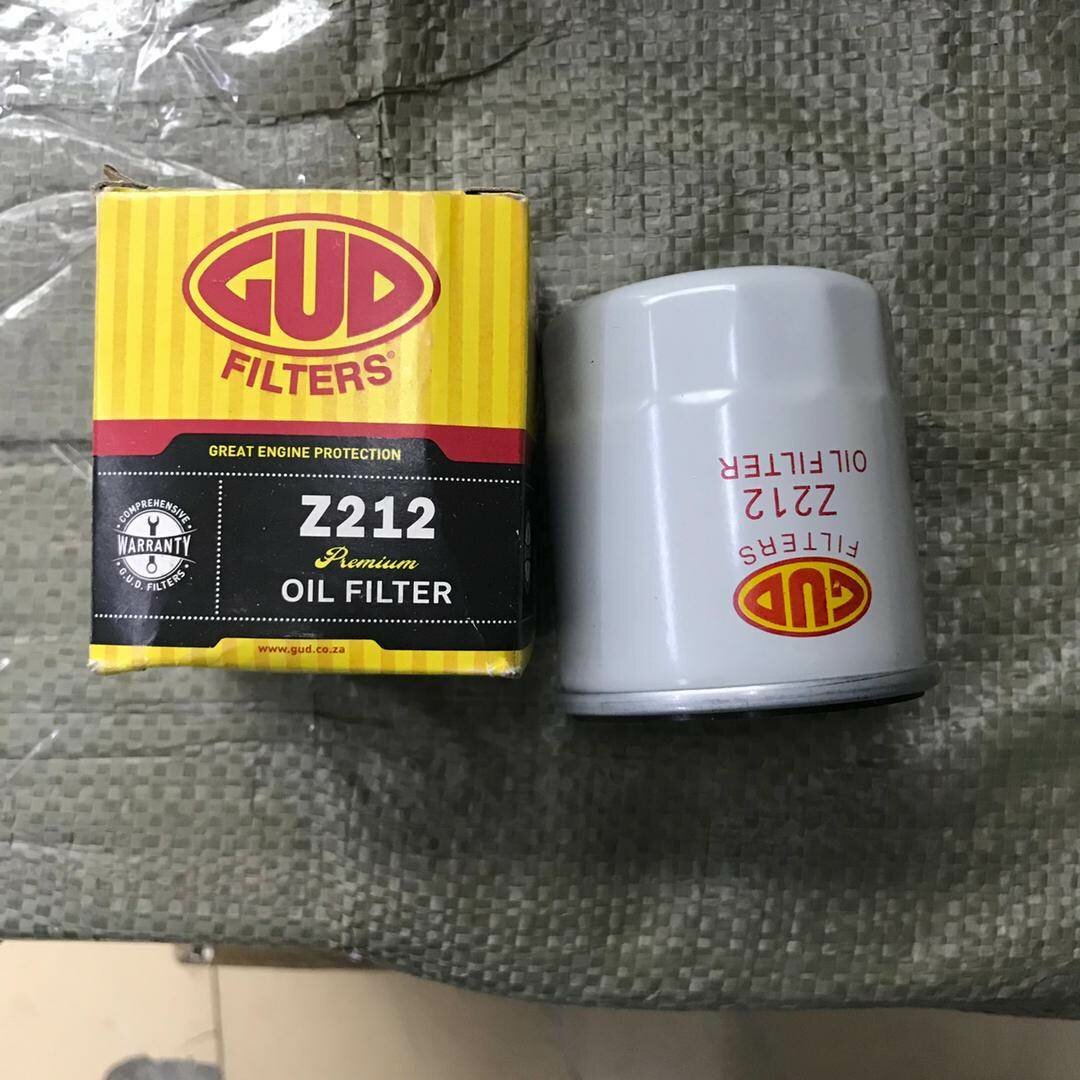 GUD
FILTERS®
GREAT ENGINE PROTECTION
COMPREHENSIVE
WARRANTY
G.U.D. FILTERS
Z212
Premium
OIL FILTER
www.gud.co.za
GUD
FILTERS
Z212
OIL FILTER